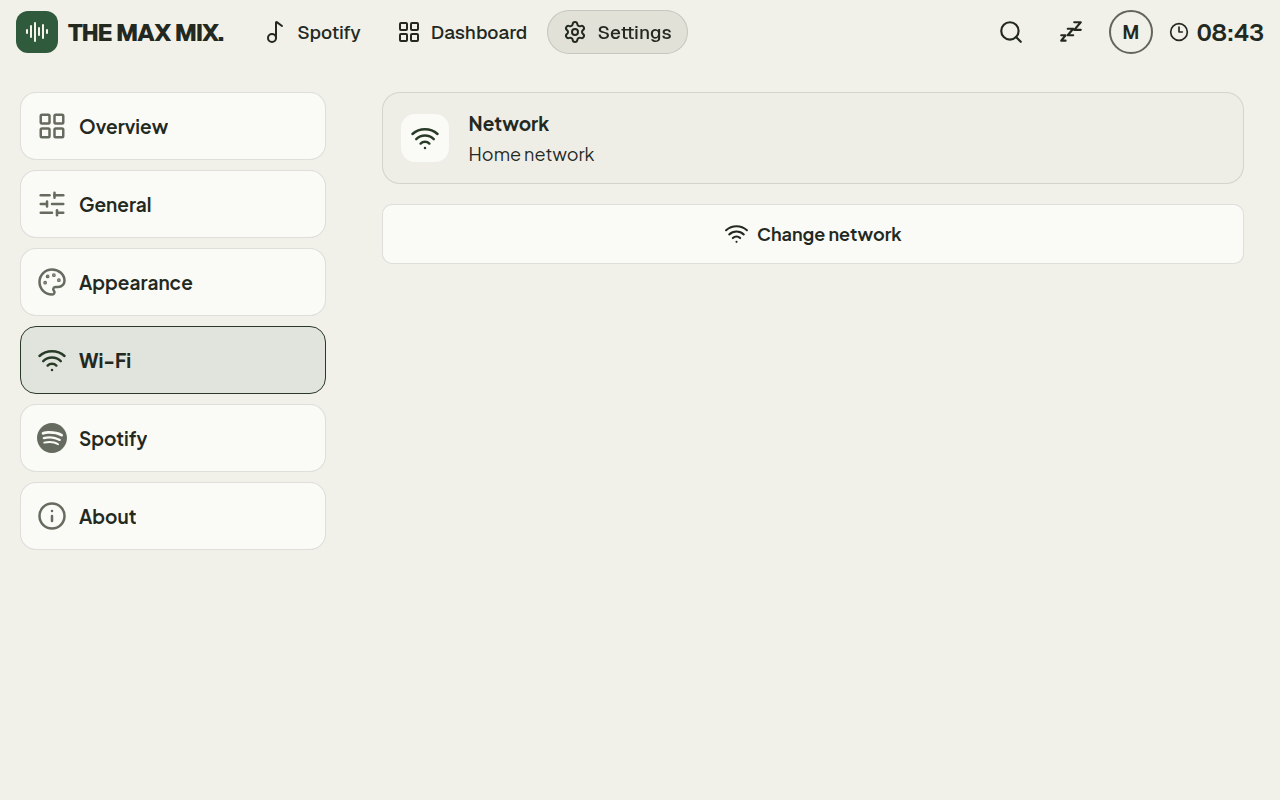 THE MAX MIX.
Spotify
Dashboard
Settings
M
08:43
Overview
General
Appearance
Wi-Fi
Spotify
About
Network
Home network
Change network